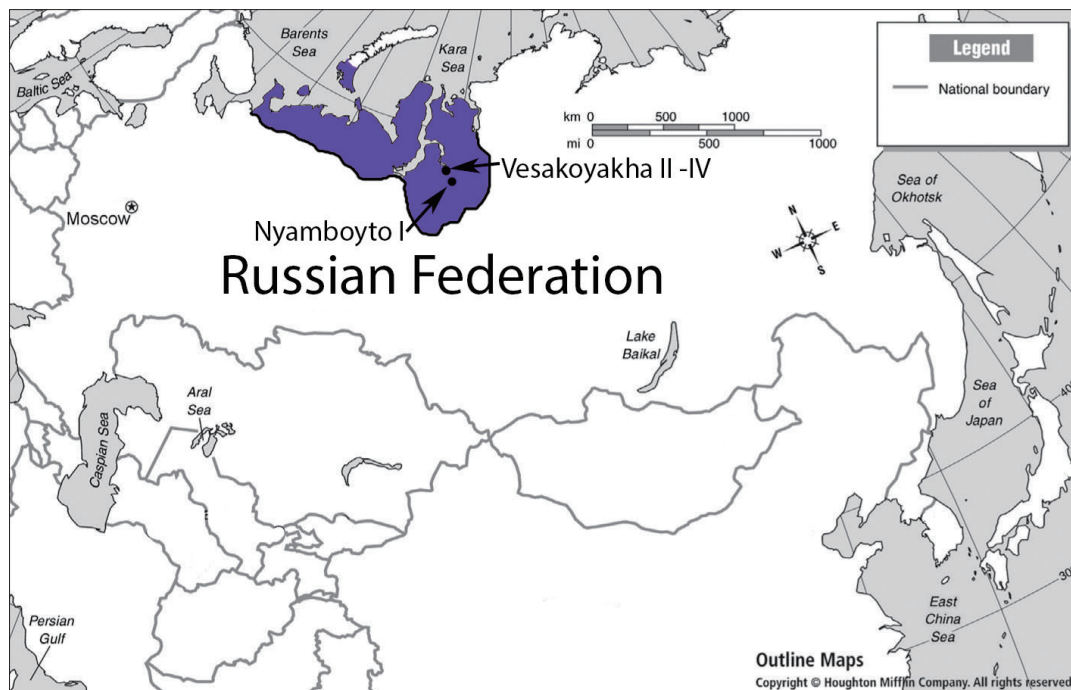 Barents
Sea
Kara
Sea
Baltic Sea
Legend
National boundary
km 0 500 1000
mi 0 500 1000
Vesakoyakha II -IV
Sea of
Okhotsk
Moscow
Nyamboyto I
N
E
W
S
Russian Federation
Lake
Baikal
Aral
Sea
Caspian Sea
Sea
of
Japan
40
Persian
Gulf
East
China
Sea
30
Outline Maps
Copyright © Houghton Mifflin Company. All rights reserved